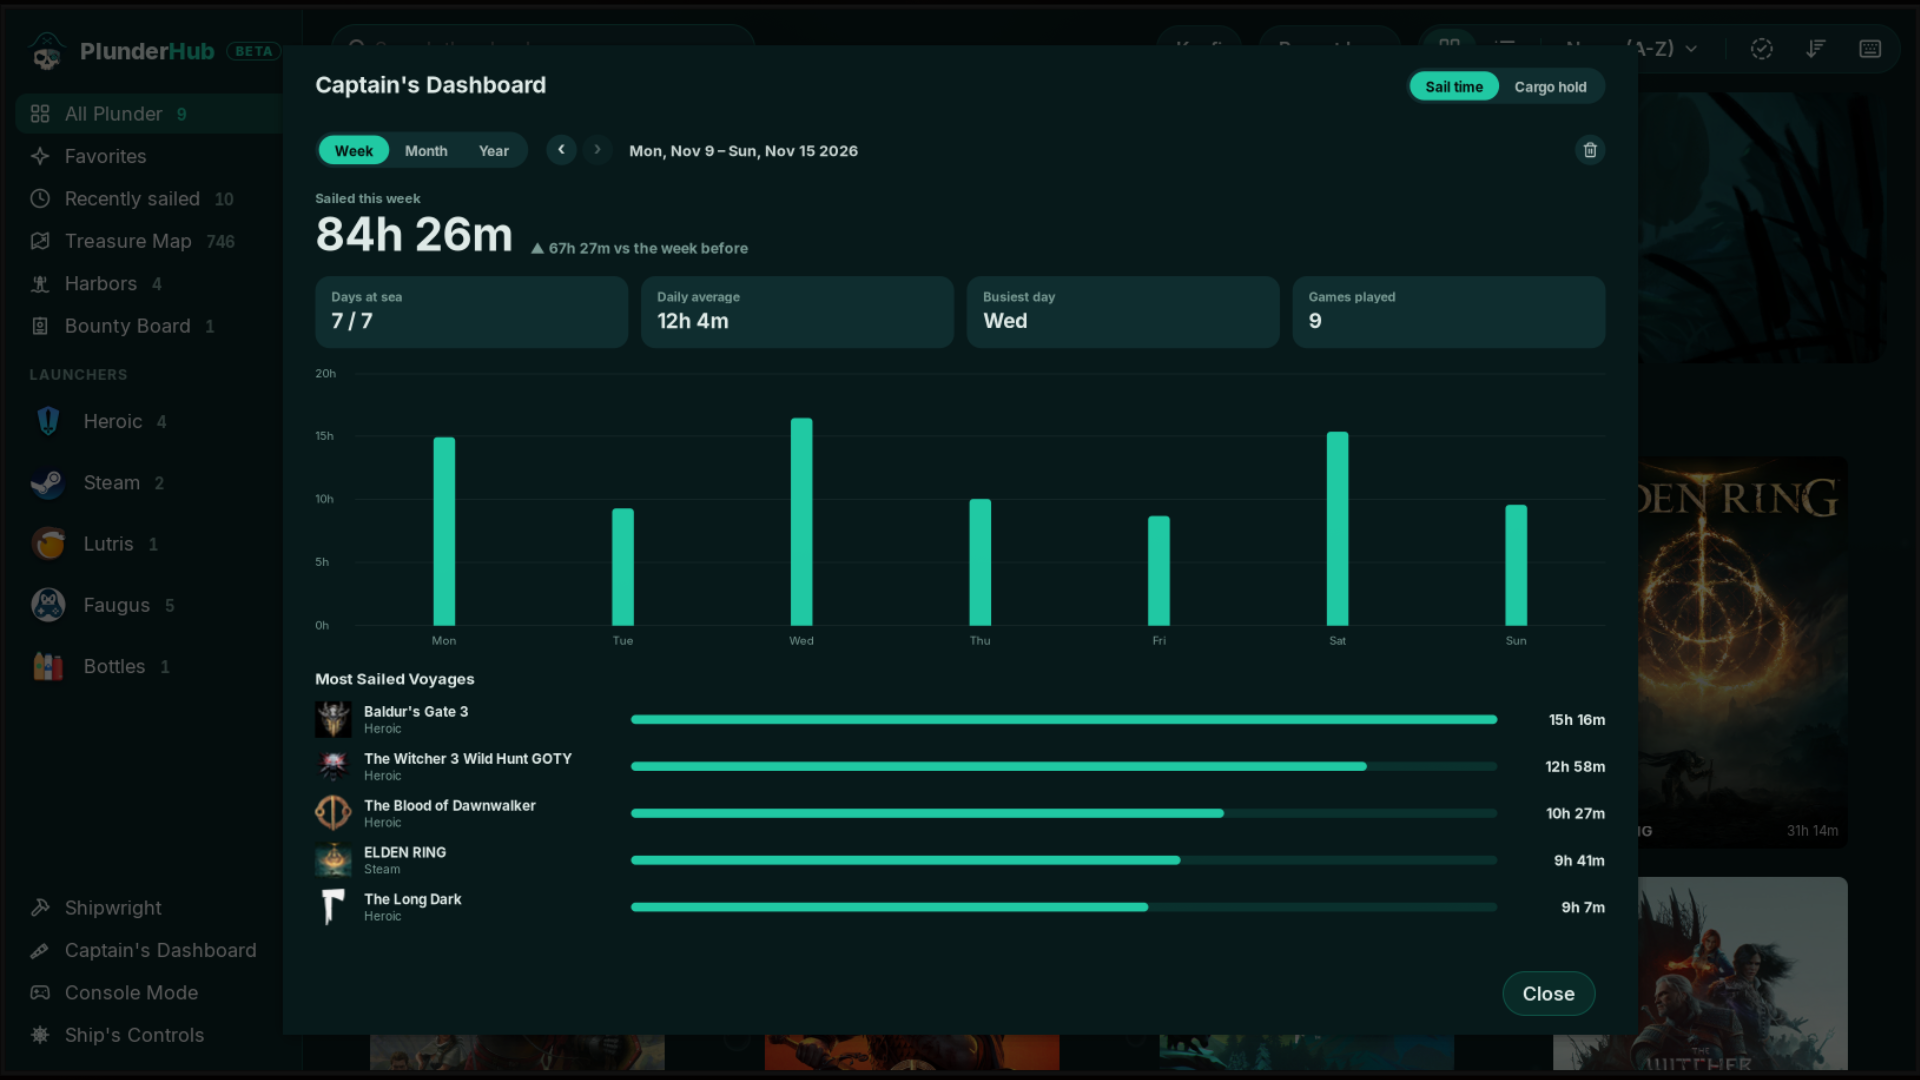 PlunderHub BETA
All Plunder 9
Favorites
Recently sailed 10
Treasure Map 746
Harbors 4
Bounty Board 1
LAUNCHERS
Heroic 4
Steam 2
Lutris 1
Faugus 5
Bottles 1
Shipwright
Captain's Dashboard
Console Mode
Ship's Controls
(A-Z)
Captain's Dashboard
Sail time Cargo hold
Week Month Year
Mon, Nov 9 – Sun, Nov 15 2026
Sailed this week
84h 26m ▲ 67h 27m vs the week before
Days at sea
7 / 7
Daily average
12h 4m
Busiest day
Wed
Games played
9
20h
15h
10h
5h
0h
Mon Tue Wed Thu Fri Sat Sun
Most Sailed Voyages
Baldur's Gate 3
Heroic
15h 16m
The Witcher 3 Wild Hunt GOTY
Heroic
12h 58m
The Blood of Dawnwalker
Heroic
10h 27m
ELDEN RING
Steam
9h 41m
The Long Dark
Heroic
9h 7m
Close
DEN RING
NG 31h 14m
THE
WITCHER